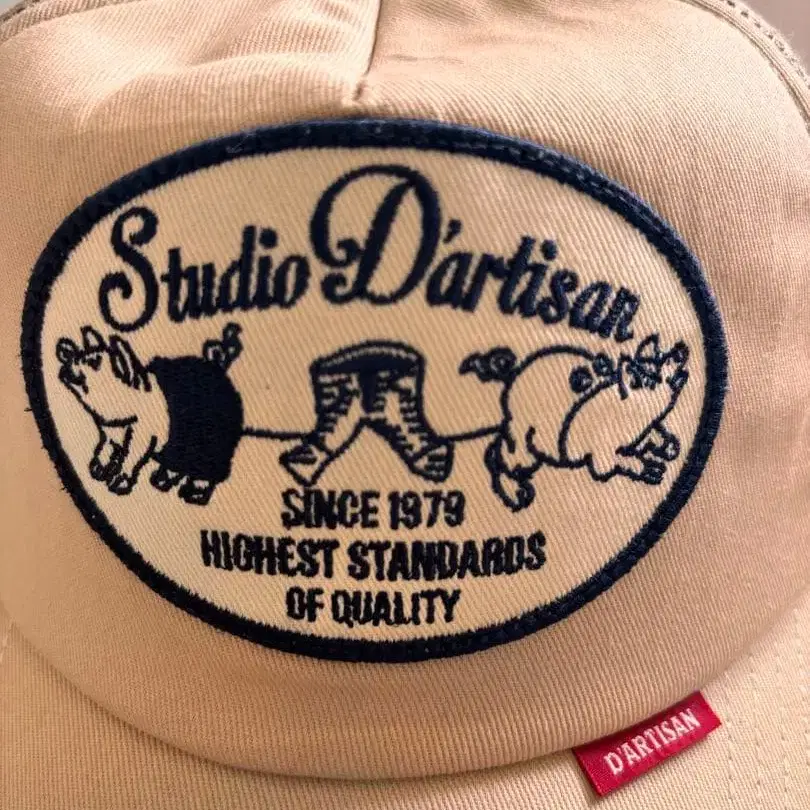 Studio D'artisan
SINCE 1979
HIGHEST STANDARDS
OF QUALITY
D'ARTISAN